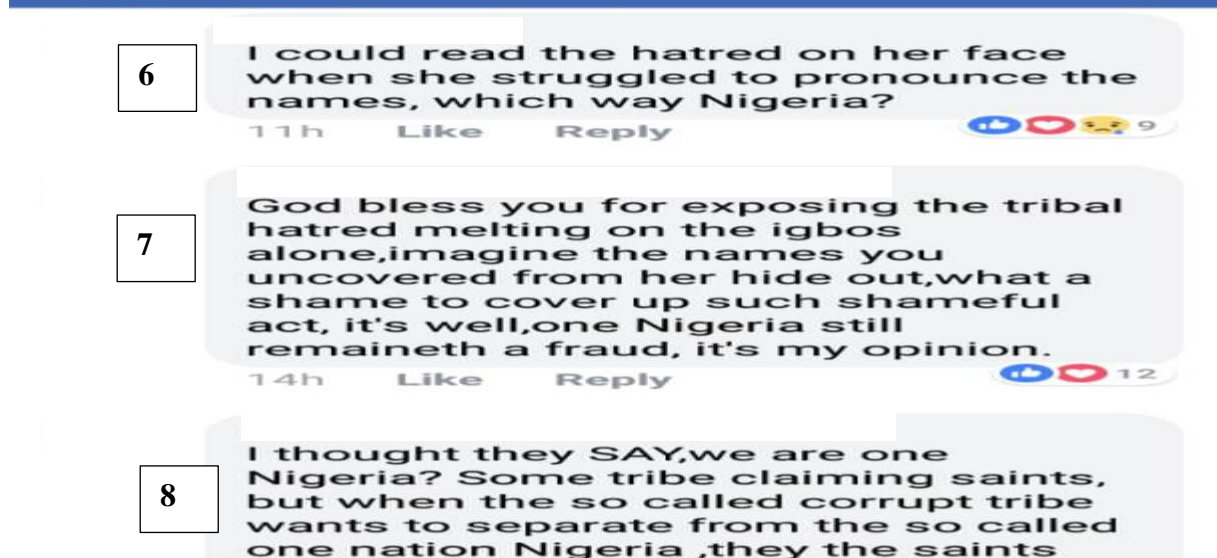 6
I could read the hatred on her face
when she struggled to pronounce the
names, which way Nigeria?
11h Like Reply
9
7
God bless you for exposing the tribal
hatred melting on the igbos
alone,imagine the names you
uncovered from her hide out,what a
shame to cover up such shameful
act, it's well,one Nigeria still
remaineth a fraud, it's my opinion.
14h Like Reply
12
8
I thought they SAY,we are one
Nigeria? Some tribe claiming saints,
but when the so called corrupt tribe
wants to separate from the so called
one nation Nigeria ,they the saints